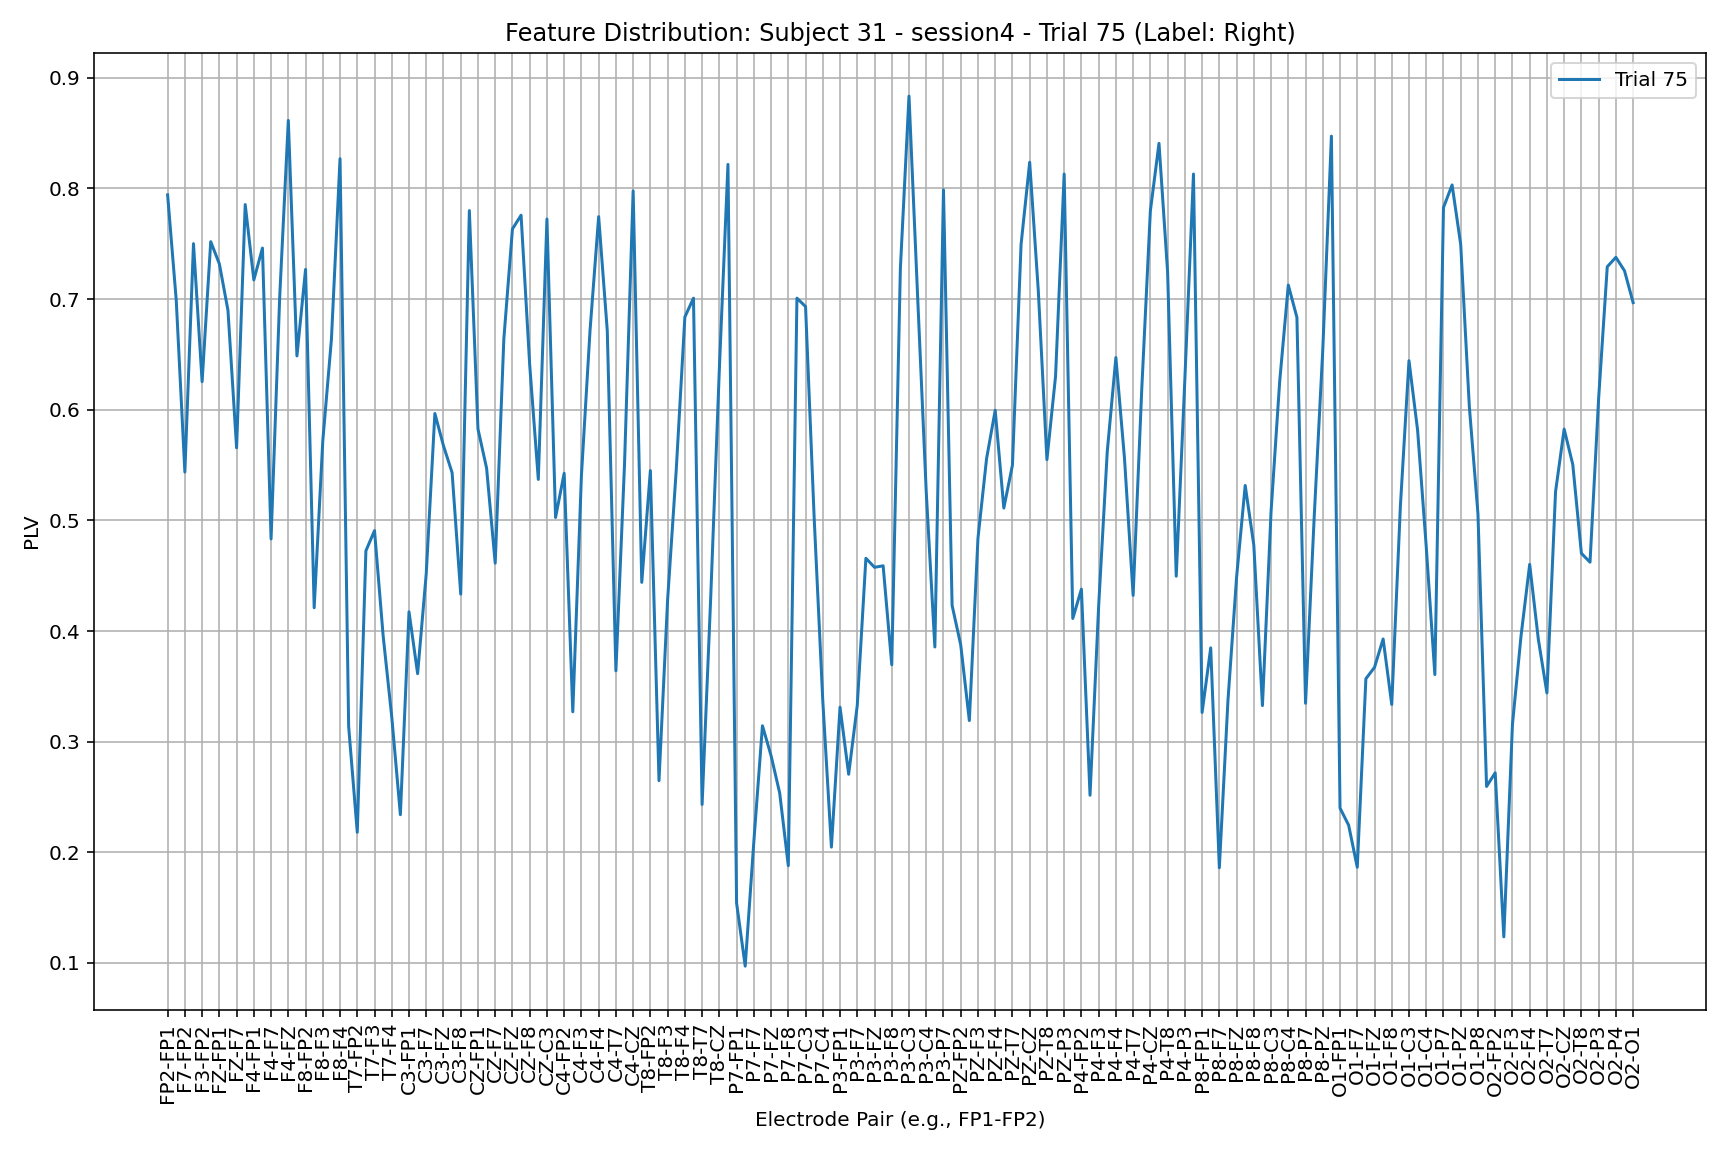 Feature Distribution: Subject 31 - session4 - Trial 75 (Label: Right)
Trial 75
PLV
0.9
0.8
0.7
0.6
0.5
0.4
0.3
0.2
0.1
FP2-FP1
F7-FP2
F3-FP2
FZ-FP1
FZ-F7
F4-FP1
F4-F7
F4-FZ
F8-FP2
F8-F3
F8-F4
T7-FP2
T7-F3
T7-F4
C3-FP1
C3-F7
C3-FZ
C3-F8
CZ-FP1
CZ-F7
CZ-FZ
CZ-F8
CZ-C3
C4-FP2
C4-F3
C4-F4
C4-T7
C4-CZ
T8-FP2
T8-F3
T8-F4
T8-T7
T8-CZ
P7-FP1
P7-F7
P7-FZ
P7-F8
P7-C3
P7-C4
P3-FP1
P3-F7
P3-FZ
P3-F8
P3-C3
P3-C4
P3-P7
PZ-FP2
PZ-F3
PZ-F4
PZ-T7
PZ-CZ
PZ-T8
PZ-P3
P4-FP2
P4-F3
P4-F4
P4-T7
P4-CZ
P4-T8
P4-P3
P8-FP1
P8-F7
P8-FZ
P8-F8
P8-C3
P8-C4
P8-P7
P8-PZ
O1-FP1
O1-F7
O1-FZ
O1-F8
O1-C3
O1-C4
O1-P7
O1-PZ
O1-P8
O2-FP2
O2-F3
O2-F4
O2-T7
O2-CZ
O2-T8
O2-P3
O2-P4
O2-O1
Electrode Pair (e.g., FP1-FP2)